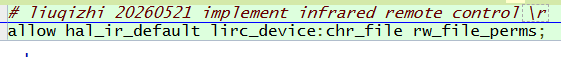 # liuqizhi 20260521 implement infrared remote control \r
allow hal_ir_default lirc_device:chr_file rw_file_perms;